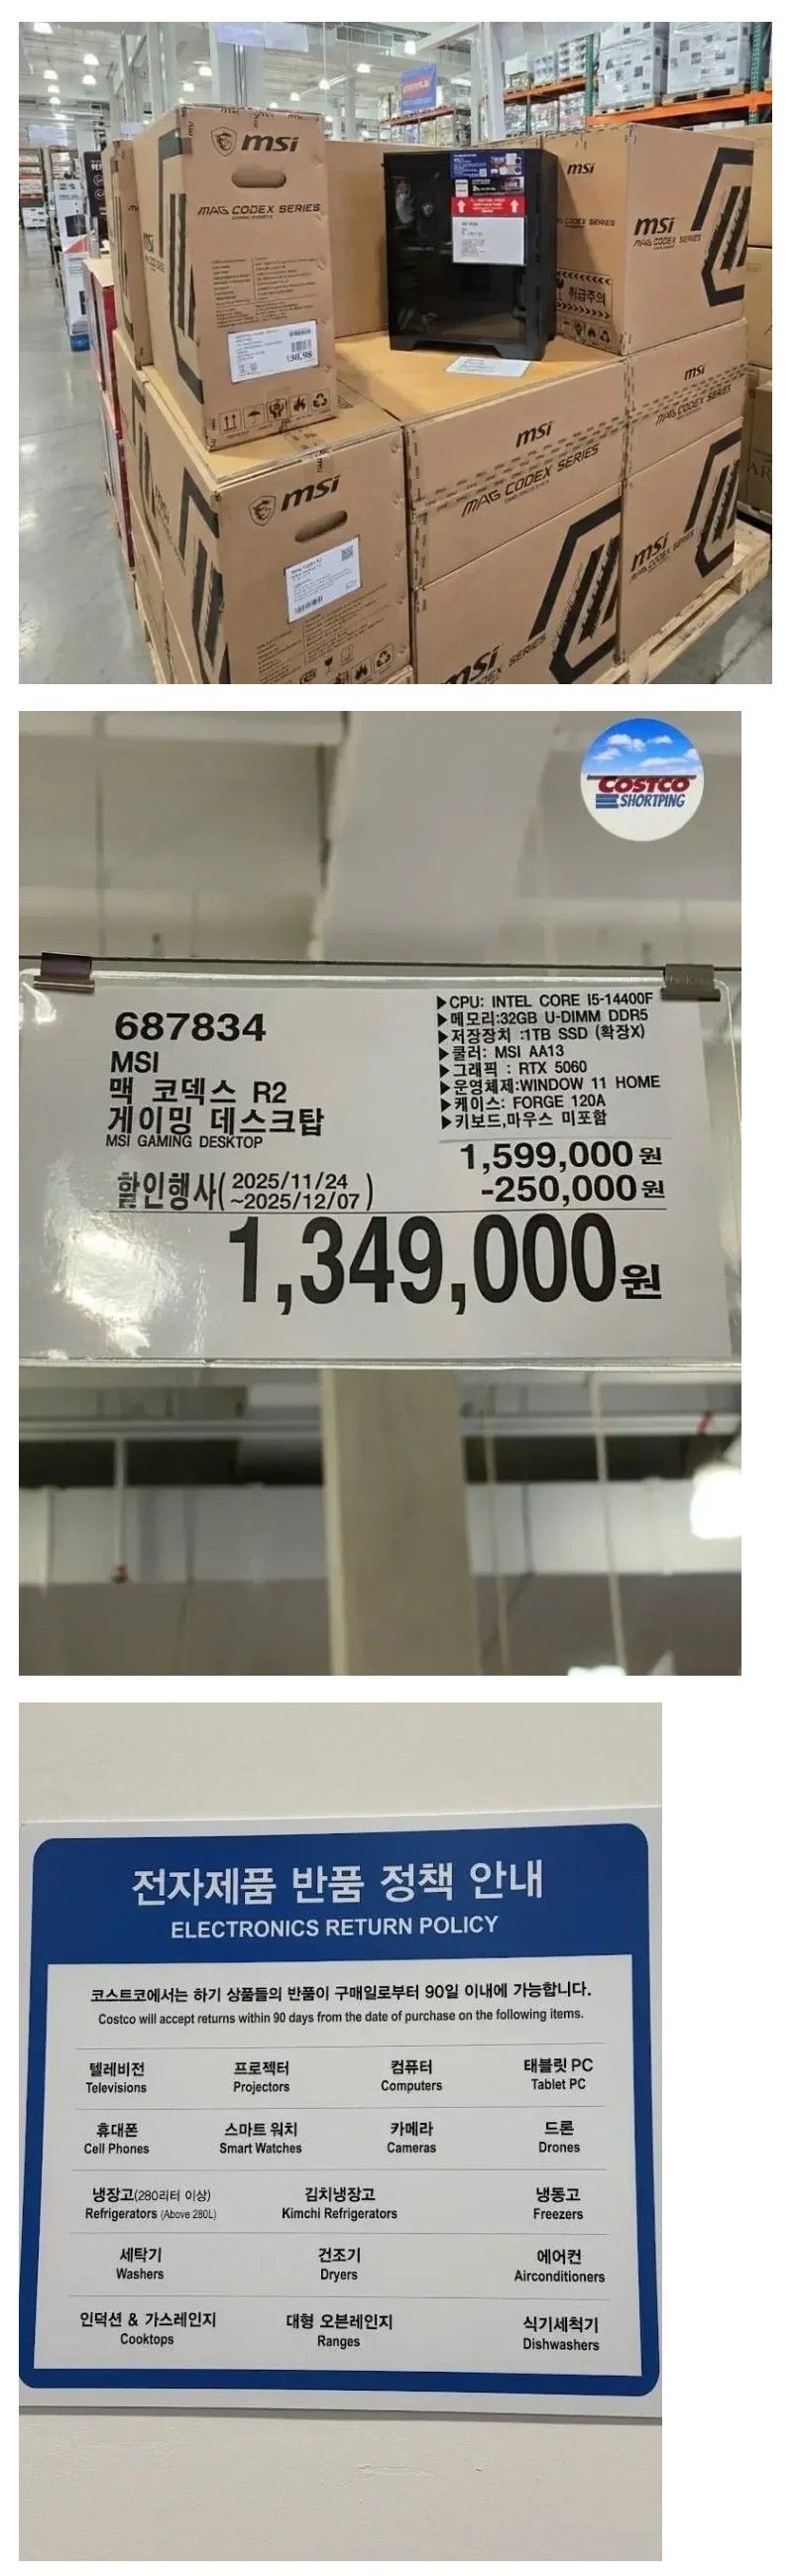 msi
MAG CODEX SERIES
msi
MAG CODEX SERIES
msi
MAG CODEX SERIES
취급주의
msi
MAG CODEX SERIES
msi
MAG CODEX SERIES
msi
msi
MAG CODEX SERIES
msi
SERIES
COSTCO
SHORTPING
687834
MSI
맥 코덱스 R2
게이밍 데스크탑
MSI GAMING DESKTOP
▶CPU: INTEL CORE I5-14400F
▶메모리:32GB U-DIMM DDR5
▶저장장치 :1TB SSD (확장X)
▶쿨러: MSI AA13
▶그래픽 : RTX 5060
▶운영체제:WINDOW 11 HOME
▶케이스: FORGE 120A
▶키보드,마우스 미포함
1,599,000원
할인행사( 2025/11/24 ~2025/12/07 ) -250,000원
1,349,000원
전자제품 반품 정책 안내
ELECTRONICS RETURN POLICY
코스트코에서는 하기 상품들의 반품이 구매일로부터 90일 이내에 가능합니다.
Costco will accept returns within 90 days from the date of purchase on the following items.
텔레비전 프로젝터 컴퓨터 태블릿 PC
Televisions Projectors Computers Tablet PC
휴대폰 스마트 워치 카메라 드론
Cell Phones Smart Watches Cameras Drones
냉장고(280리터 이상) 김치냉장고 냉동고
Refrigerators (Above 280L) Kimchi Refrigerators Freezers
세탁기 건조기 에어컨
Washers Dryers Airconditioners
인덕션 & 가스레인지 대형 오븐레인지 식기세척기
Cooktops Ranges Dishwashers